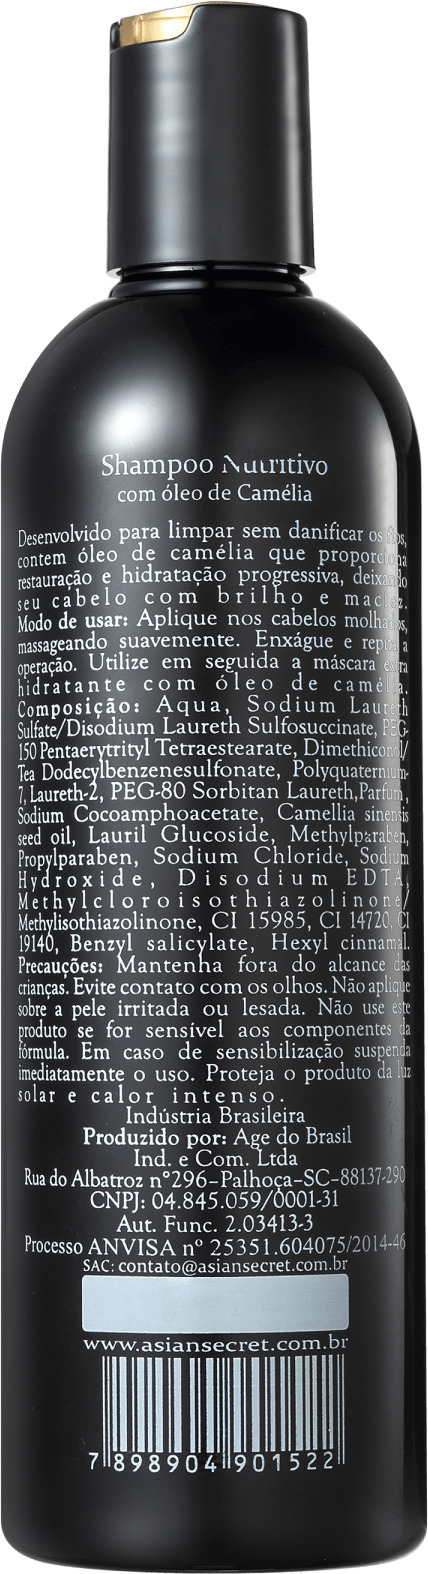 Shampoo Nutritivo
com óleo de Camélia
Desenvolvido para limpar sem danificar os fios,
contem óleo de camélia que proporciona
restauração e hidratação progressiva, deixando
seu cabelo com brilho e maciez.
Modo de usar: Aplique nos cabelos molhados,
massageando suavemente. Enxágue e repita a
operação. Utilize em seguida a máscara extra
hidratante com óleo de camélia.
Composição: Aqua, Sodium Laureth
Sulfate/Disodium Laureth Sulfosuccinate, PEG-
150 Pentaerytrityl Tetraestearate, Dimethiconol/
Tea Dodecylbenzenesulfonate, Polyquaternium-
7, Laureth-2, PEG-80 Sorbitan Laureth,Parfum,
Sodium Cocoamphoacetate, Camellia sinensis
seed oil, Lauril Glucoside, Methylparaben,
Propylparaben, Sodium Chloride, Sodium
Hydroxide, Disodium EDTA,
Methylcloroisothiazolinone/
Methylisothiazolinone, CI 15985, CI 14720, CI
19140, Benzyl salicylate, Hexyl cinnamal.
Precauções: Mantenha fora do alcance das
crianças. Evite contato com os olhos. Não aplique
sobre a pele irritada ou lesada. Não use este
produto se for sensível aos componentes da
fórmula. Em caso de sensibilização suspenda
imediatamente o uso. Proteja o produto da luz
solar e calor intenso.
Indústria Brasileira
Produzido por: Age do Brasil
Ind. e Com. Ltda
Rua do Albatroz nº296-Palhoça-SC-88137-290
CNPJ: 04.845.059/0001-31
Aut. Func. 2.03413-3
Processo ANVISA nº 25351.604075/2014-46
SAC: contato@asiansecret.com.br
www.asiansecret.com.br
7 898904 901522